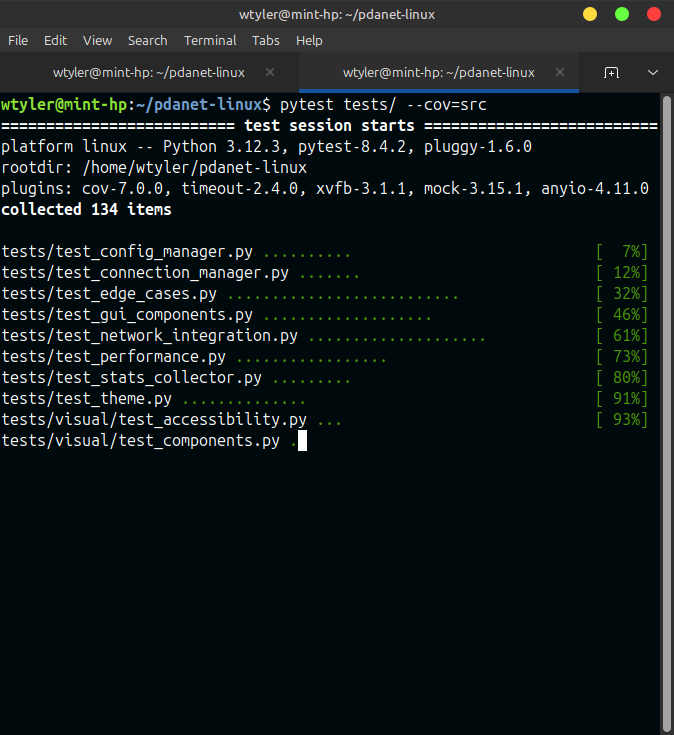 wtyler@mint-hp: ~/pdanet-linux
File Edit View Search Terminal Tabs Help
wtyler@mint-hp: ~/pdanet-linux × wtyler@mint-hp: ~/pdanet-linux ×
wtyler@mint-hp:~/pdanet-linux$ pytest tests/ --cov=src
========================== test session starts ==========================
platform linux -- Python 3.12.3, pytest-8.4.2, pluggy-1.6.0
rootdir: /home/wtyler/pdanet-linux
plugins: cov-7.0.0, timeout-2.4.0, xvfb-3.1.1, mock-3.15.1, anyio-4.11.0
collected 134 items
tests/test_config_manager.py .......... [  7%]
tests/test_connection_manager.py ....... [ 12%]
tests/test_edge_cases.py .......................... [ 32%]
tests/test_gui_components.py ................... [ 46%]
tests/test_network_integration.py .................... [ 61%]
tests/test_performance.py ................. [ 73%]
tests/test_stats_collector.py ......... [ 80%]
tests/test_theme.py .............. [ 91%]
tests/visual/test_accessibility.py ... [ 93%]
tests/visual/test_components.py .